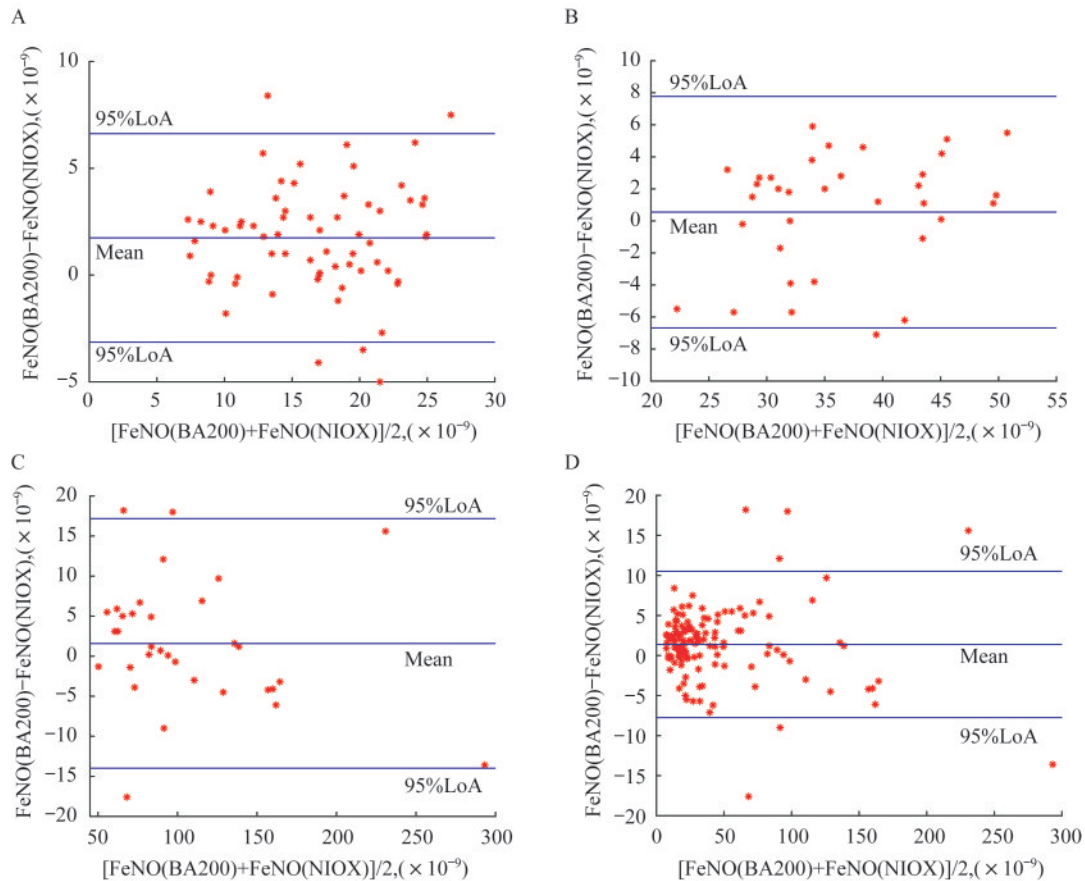 A
FeNO(BA200)−FeNO(NIOX),(×10⁻⁹)
10
5
0
−5
95%LoA
Mean
95%LoA
0 5 10 15 20 25 30
[FeNO(BA200)+FeNO(NIOX)]/2,(×10⁻⁹)
B
FeNO(BA200)−FeNO(NIOX),(×10⁻⁹)
10
8
6
4
2
0
−2
−4
−6
−8
−10
95%LoA
Mean
95%LoA
20 25 30 35 40 45 50 55
[FeNO(BA200)+FeNO(NIOX)]/2,(×10⁻⁹)
C
FeNO(BA200)−FeNO(NIOX),(×10⁻⁹)
20
15
10
5
0
−5
−10
−15
−20
95%LoA
Mean
95%LoA
50 100 150 200 250 300
[FeNO(BA200)+FeNO(NIOX)]/2,(×10⁻⁹)
D
FeNO(BA200)−FeNO(NIOX),(×10⁻⁹)
20
15
10
5
0
−5
−10
−15
−20
95%LoA
Mean
95%LoA
0 50 100 150 200 250 300
[FeNO(BA200)+FeNO(NIOX)]/2,(×10⁻⁹)